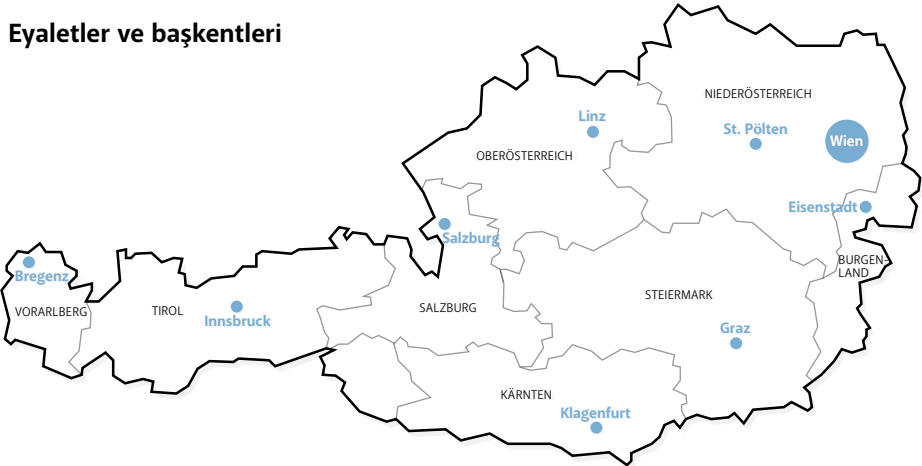 Eyaletler ve başkentleri
NIEDERÖSTERREICH
Linz
St. Pölten
Wien
OBERÖSTERREICH
Eisenstadt
Salzburg
BURGEN-
LAND
Bregenz
VORARLBERG
TIROL
Innsbruck
SALZBURG
STEIERMARK
Graz
KÄRNTEN
Klagenfurt